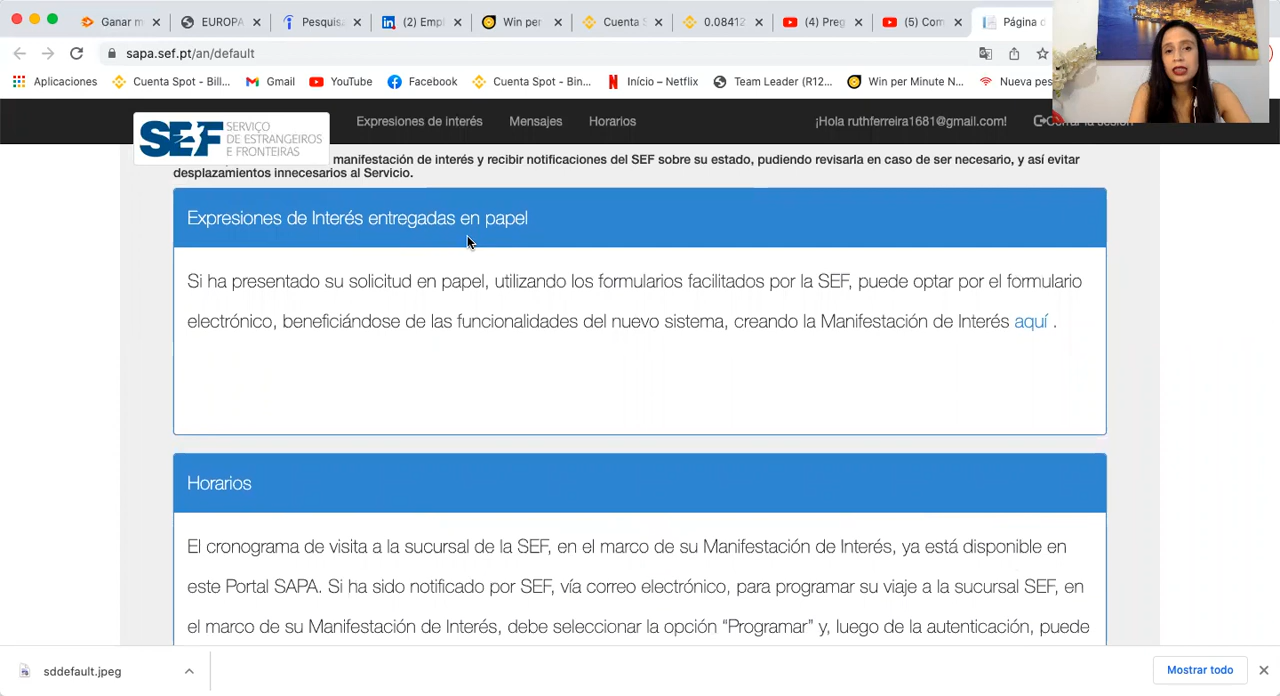 Ganar m
EUROPA
Pesquisa
(2) Empl
Win per
Cuenta S
0.08412
(4) Preg
(5) Com
Página d
sapa.sef.pt/an/default
Aplicaciones
Cuenta Spot - Bill...
Gmail
YouTube
Facebook
Cuenta Spot - Bin...
Início – Netflix
Team Leader (R12...
Win per Minute N...
Nueva pes
SEF SERVIÇO
DE ESTRANGEIROS
E FRONTEIRAS
Expresiones de interés
Mensajes
Horarios
¡Hola ruthferreira1681@gmail.com!
Cerrar la sesión
manifestación de interés y recibir notificaciones del SEF sobre su estado, pudiendo revisarla en caso de ser necesario, y así evitar
desplazamientos innecesarios al Servicio.
Expresiones de Interés entregadas en papel
Si ha presentado su solicitud en papel, utilizando los formularios facilitados por la SEF, puede optar por el formulario
electrónico, beneficiándose de las funcionalidades del nuevo sistema, creando la Manifestación de Interés aquí .
Horarios
El cronograma de visita a la sucursal de la SEF, en el marco de su Manifestación de Interés, ya está disponible en
este Portal SAPA. Si ha sido notificado por SEF, vía correo electrónico, para programar su viaje a la sucursal SEF, en
el marco de su Manifestación de Interés, debe seleccionar la opción “Programar” y, luego de la autenticación, puede
sddefault.jpeg
Mostrar todo